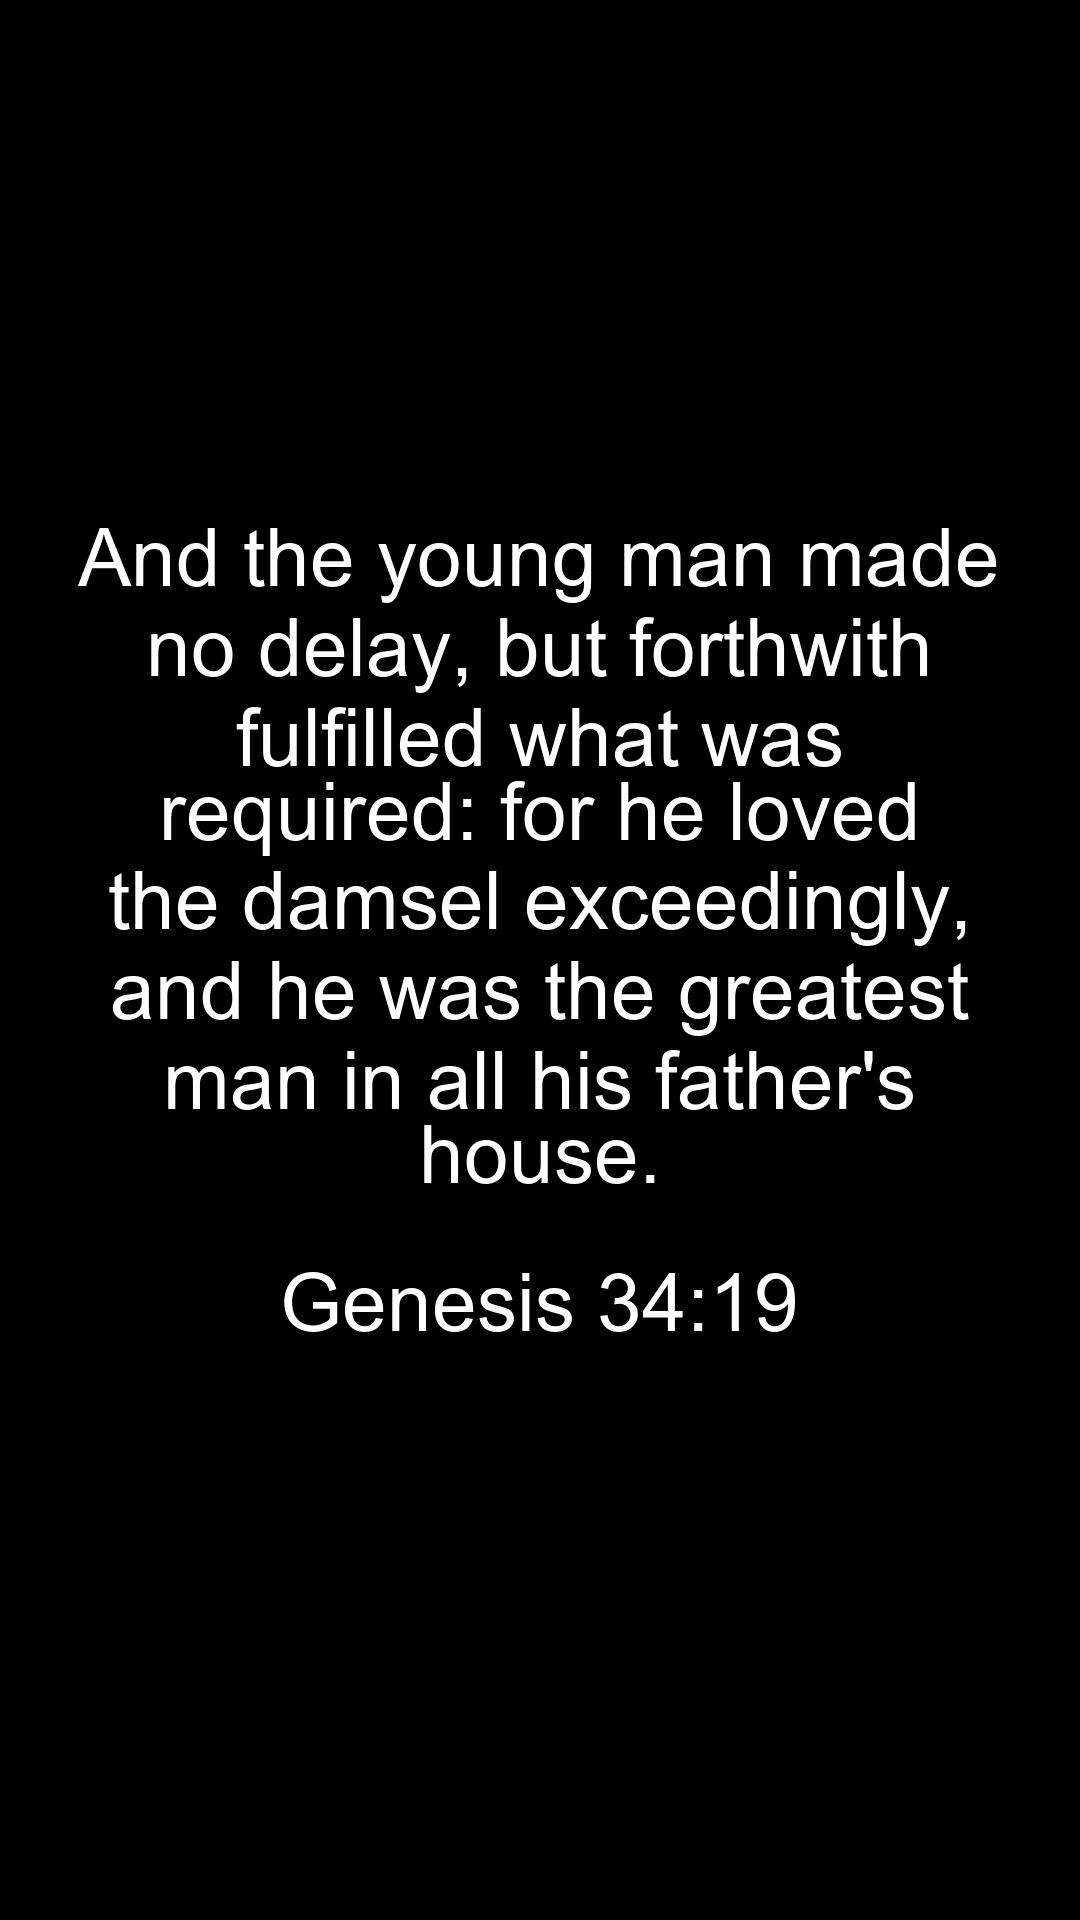 And the young man made
no delay, but forthwith
fulfilled what was
required: for he loved
the damsel exceedingly,
and he was the greatest
man in all his father's
house.
Genesis 34:19